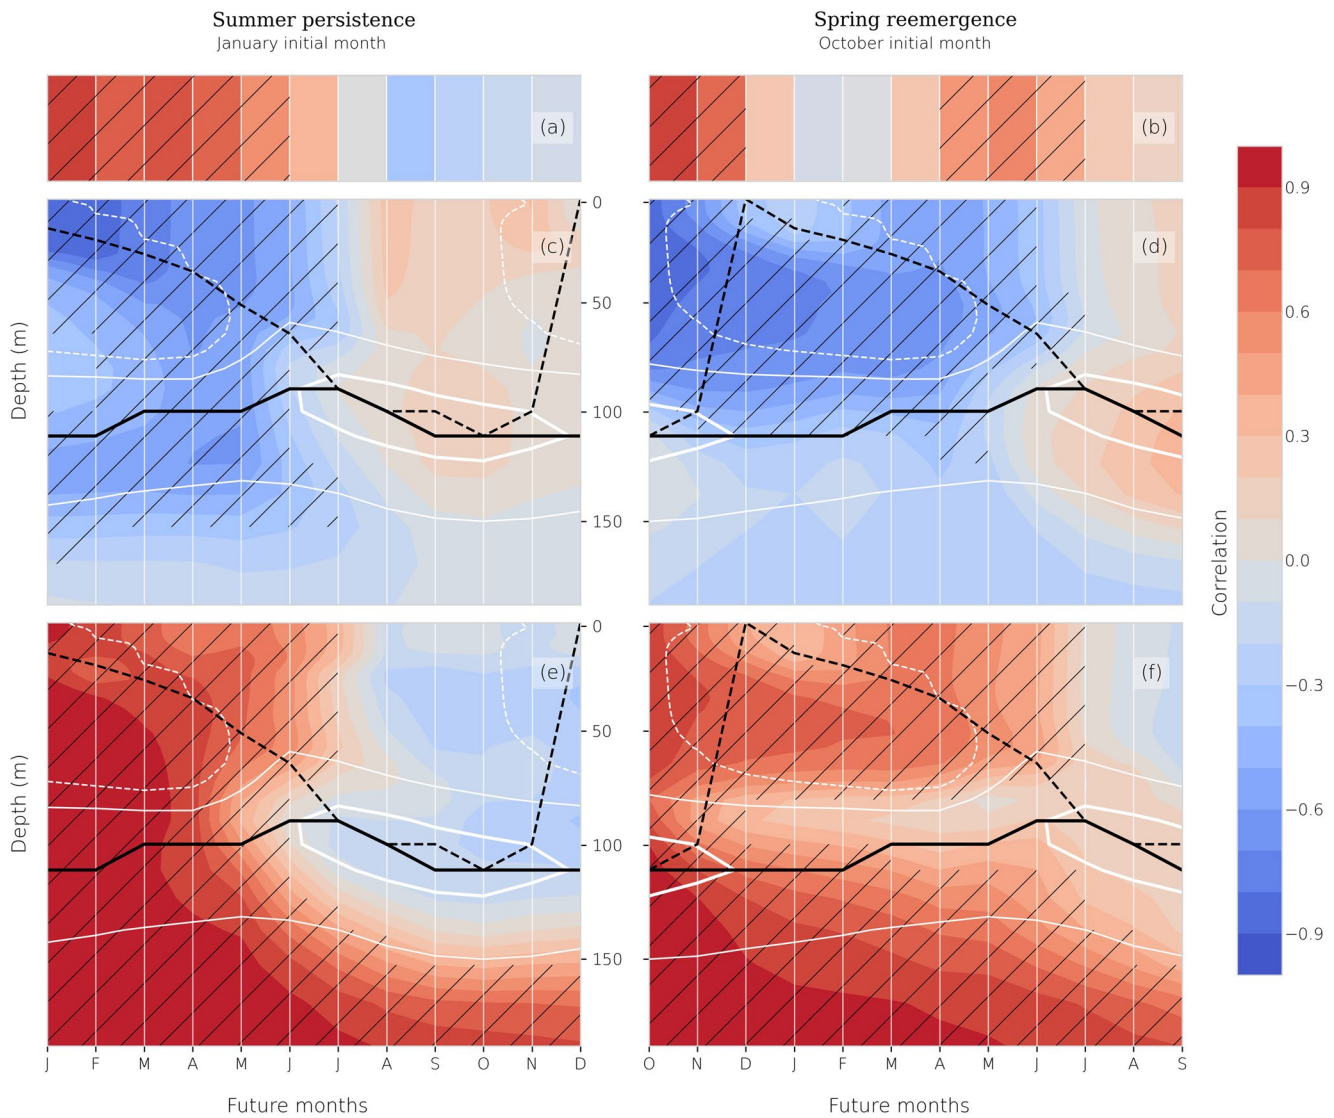 Summer persistence
January initial month
Spring reemergence
October initial month
(a)
(b)
(c)
(d)
0
50
100
150
Depth (m)
(e)
(f)
0
50
100
150
Depth (m)
J F M A M J J A S O N D
O N D J F M A M J J A S
Future months
Future months
Correlation
0.9
0.6
0.3
0.0
−0.3
−0.6
−0.9